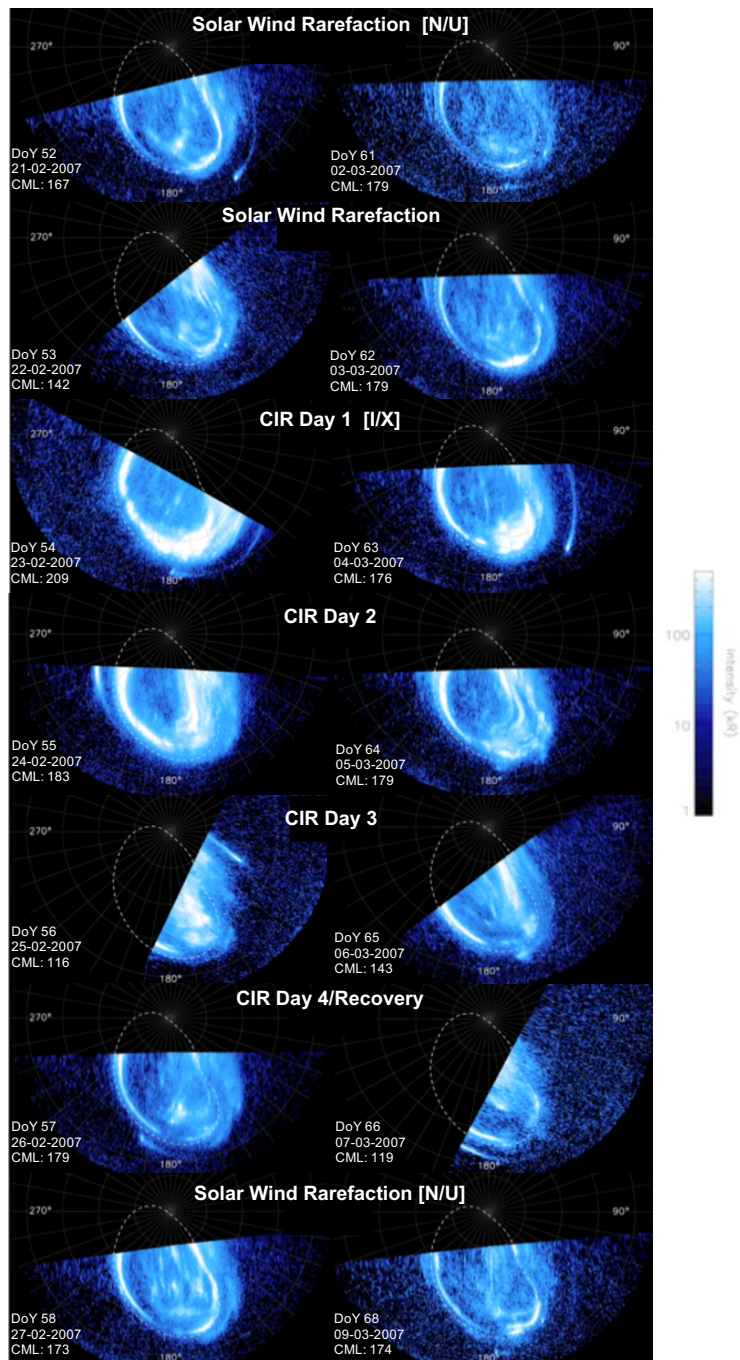 Solar Wind Rarefaction [N/U]
270°
90°
DoY 52
21-02-2007
CML: 167
180°
DoY 61
02-03-2007
CML: 179
180°
Solar Wind Rarefaction
270°
90°
DoY 53
22-02-2007
CML: 142
180°
DoY 62
03-03-2007
CML: 179
180°
CIR Day 1 [I/X]
270°
90°
DoY 54
23-02-2007
CML: 209
180°
DoY 63
04-03-2007
CML: 176
180°
CIR Day 2
270°
90°
DoY 55
24-02-2007
CML: 183
180°
DoY 64
05-03-2007
CML: 179
180°
CIR Day 3
270°
90°
DoY 56
25-02-2007
CML: 116
180°
DoY 65
06-03-2007
CML: 143
180°
CIR Day 4/Recovery
270°
90°
DoY 57
26-02-2007
CML: 179
180°
DoY 66
07-03-2007
CML: 119
180°
Solar Wind Rarefaction [N/U]
270°
90°
DoY 58
27-02-2007
CML: 173
180°
DoY 68
09-03-2007
CML: 174
180°
100
10
1
Intensity (kR)